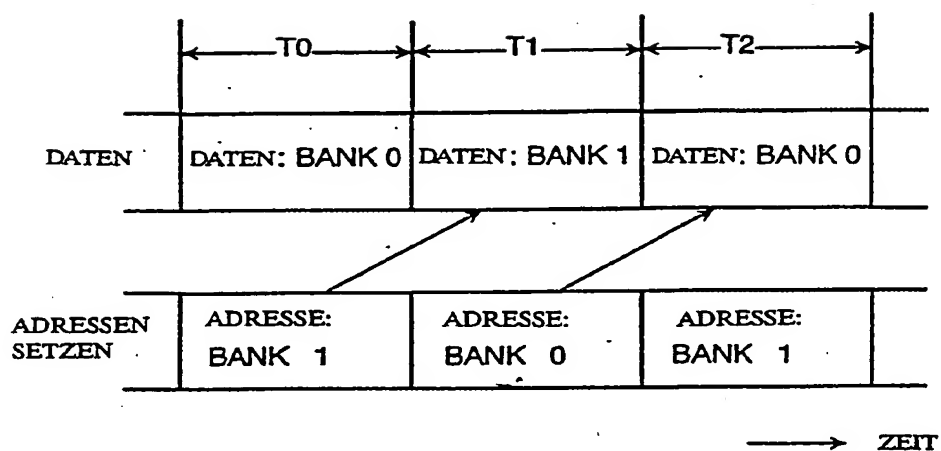 T0 T1 T2
DATEN DATEN: BANK 0 DATEN: BANK 1 DATEN: BANK 0
ADRESSEN SETZEN
ADRESSE: BANK 1
ADRESSE: BANK 0
ADRESSE: BANK 1
ZEIT